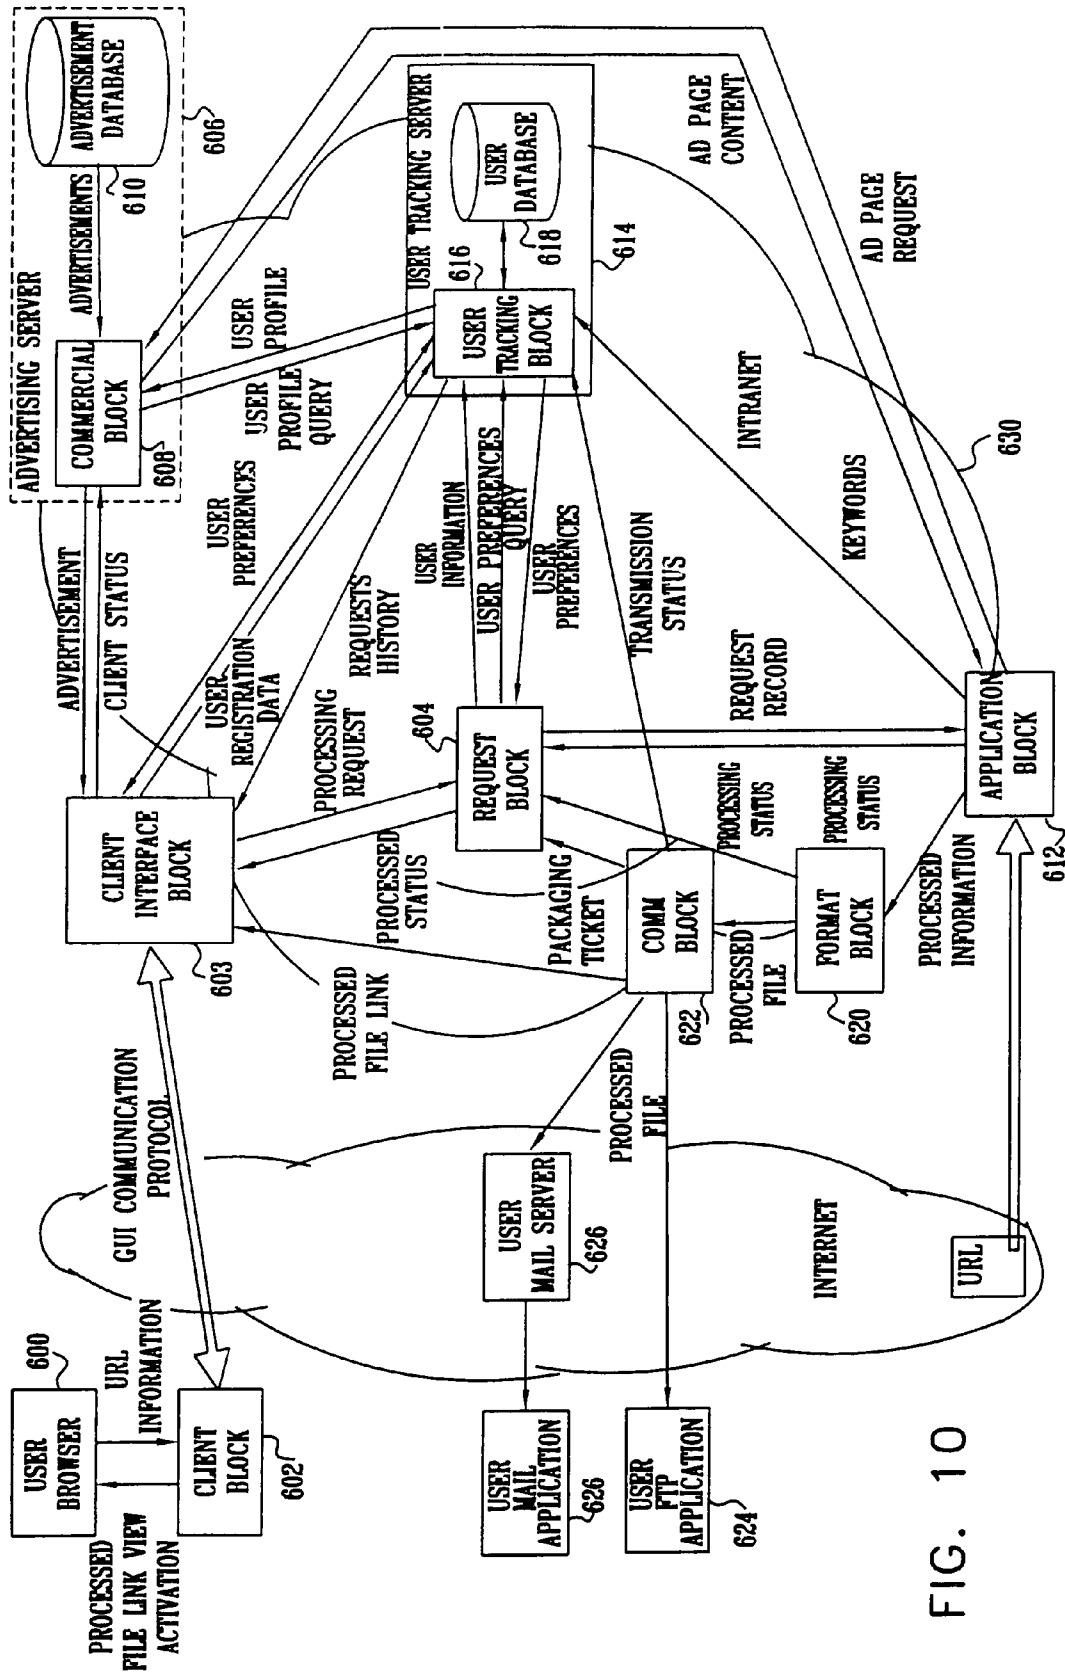 USER
BROWSER
600
PROCESSED
FILE LINK VIEW
ACTIVATION
URL
INFORMATION
CLIENT
BLOCK
602
GUI COMMUNICATION
PROTOCOL
CLIENT
INTERFACE
BLOCK
603
ADVERTISEMENT
CLIENT STATUS
ADVERTISING SERVER
COMMERCIAL
BLOCK
608
ADVERTISEMENTS
ADVERTISEMENT
DATABASE
610
606
USER
PREFERENCES
USER
REGISTRATION
DATA
REQUESTS
HISTORY
USER
PROFILE
USER
PROFILE
QUERY
USER TRACKING SERVER
616
USER
TRACKING
BLOCK
USER
DATABASE
618
614
PROCESSING
REQUEST
PROCESSED
STATUS
604
REQUEST
BLOCK
USER
INFORMATION
USER PREFERENCES
QUERY
USER
PREFERENCES
TRANSMISSION
STATUS
PROCESSED
FILE LINK
PACKAGING
TICKET
COMM
BLOCK
622
PROCESSING
STATUS
REQUEST
RECORD
INTRANET
AD PAGE
CONTENT
PROCESSED
FILE
USER
MAIL SERVER
626
USER
MAIL
APPLICATION
626
USER
FTP
APPLICATION
624
PROCESSED
FILE
FORMAT
BLOCK
620
PROCESSING
STATUS
KEYWORDS
AD PAGE
REQUEST
INTERNET
PROCESSED
INFORMATION
URL
APPLICATION
BLOCK
612
630
FIG. 10